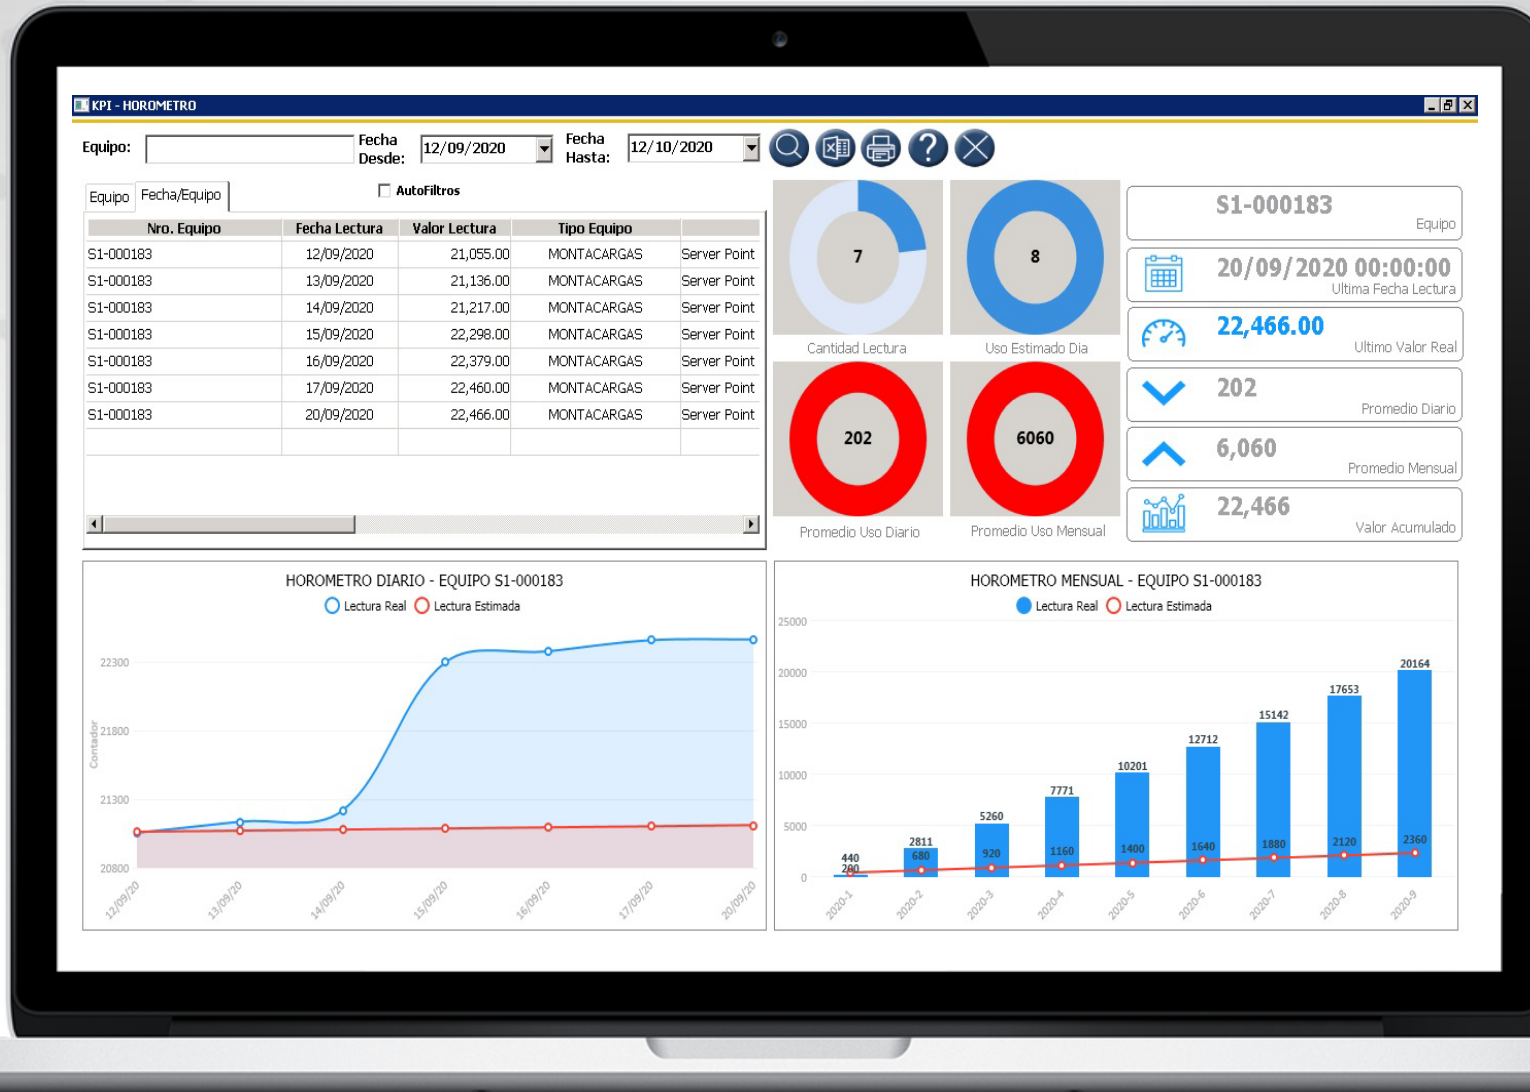 KPI - HOROMETRO
Equipo:
Fecha Desde:
12/09/2020
Fecha Hasta:
12/10/2020
Equipo
Fecha/Equipo
AutoFiltros
Nro. Equipo Fecha Lectura Valor Lectura Tipo Equipo
S1-000183 12/09/2020 21,055.00 MONTACARGAS Server Point
S1-000183 13/09/2020 21,136.00 MONTACARGAS Server Point
S1-000183 14/09/2020 21,217.00 MONTACARGAS Server Point
S1-000183 15/09/2020 22,298.00 MONTACARGAS Server Point
S1-000183 16/09/2020 22,379.00 MONTACARGAS Server Point
S1-000183 17/09/2020 22,460.00 MONTACARGAS Server Point
S1-000183 20/09/2020 22,466.00 MONTACARGAS Server Point
7
Cantidad Lectura
8
Uso Estimado Dia
202
Promedio Uso Diario
6060
Promedio Uso Mensual
S1-000183
Equipo
20/09/2020 00:00:00
Ultima Fecha Lectura
22,466.00
Ultimo Valor Real
202
Promedio Diario
6,060
Promedio Mensual
22,466
Valor Acumulado
HOROMETRO DIARIO - EQUIPO S1-000183
Lectura Real Lectura Estimada
Contador
22300
21800
21300
20800
12/09/20 13/09/20 14/09/20 15/09/20 16/09/20 17/09/20 20/09/20
HOROMETRO MENSUAL - EQUIPO S1-000183
Lectura Real Lectura Estimada
25000
20000
15000
10000
5000
0
440 2811 5260 7771 10201 12712 15142 17653 20164
200 680 920 1160 1400 1640 1880 2120 2360
2020-1 2020-2 2020-3 2020-4 2020-5 2020-6 2020-7 2020-8 2020-9